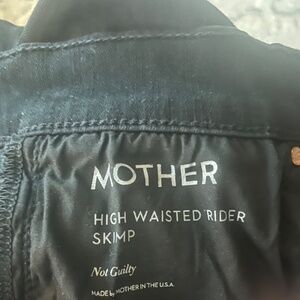 MOTHER
HIGH WAISTED RIDER
SKIMP
Not Guilty
MADE by MOTHER IN THE U.S.A.